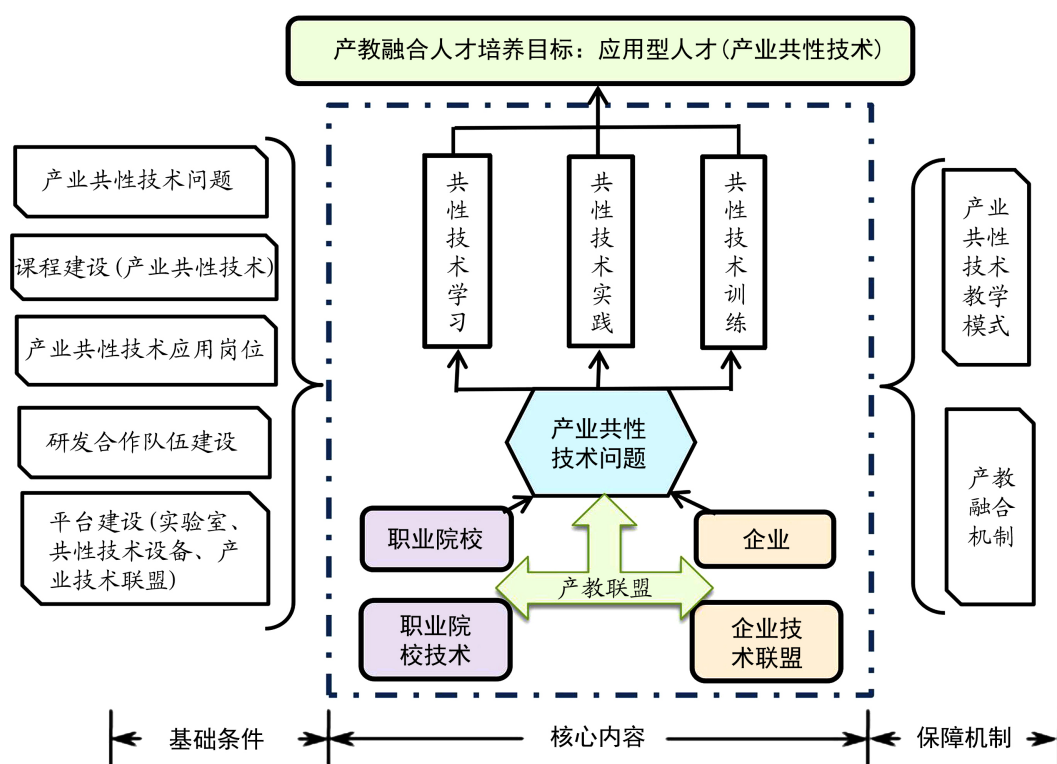 产教融合人才培养目标：应用型人才(产业共性技术)
产业共性技术问题
课程建设(产业共性技术)
产业共性技术应用岗位
研发合作队伍建设
平台建设(实验室、
共性技术设备、产
业技术联盟)
共性技术学习
共性技术实践
共性技术训练
产业共性
技术问题
职业院校
企业
产教联盟
职业院
校技术
企业技
术联盟
产业
共性
技术
教学
模式
产教
融合
机制
基础条件
核心内容
保障机制